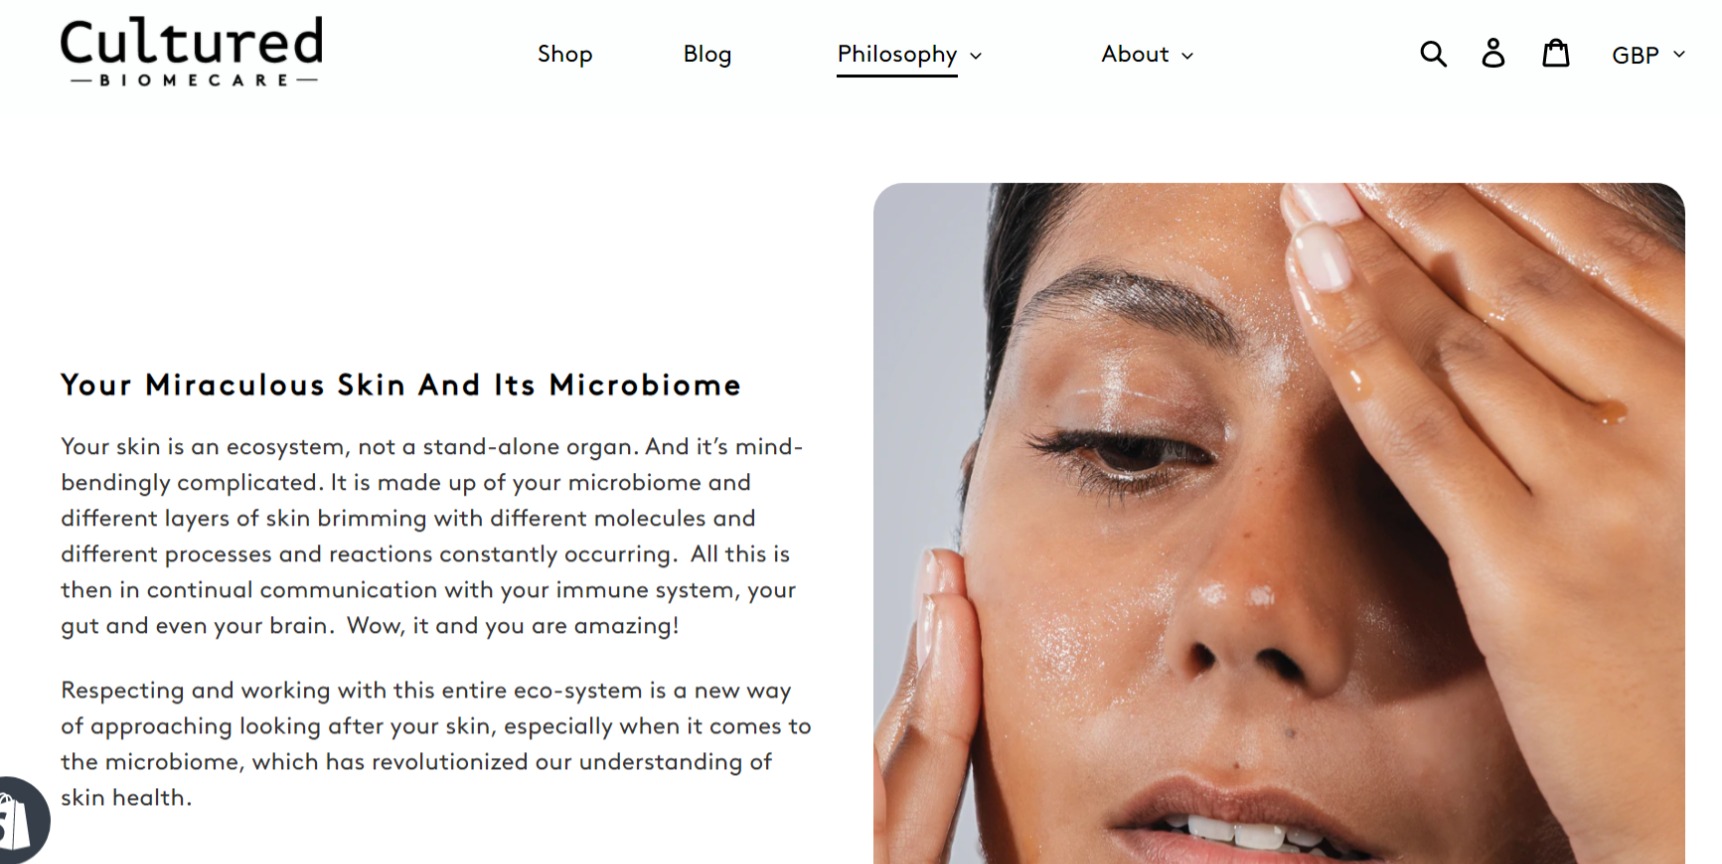 Cultured
BIOMECARE
Shop
Blog
Philosophy
About
GBP
Your Miraculous Skin And Its Microbiome
Your skin is an ecosystem, not a stand-alone organ. And it’s mind-
bendingly complicated. It is made up of your microbiome and
different layers of skin brimming with different molecules and
different processes and reactions constantly occurring.  All this is
then in continual communication with your immune system, your
gut and even your brain.  Wow, it and you are amazing!
Respecting and working with this entire eco-system is a new way
of approaching looking after your skin, especially when it comes to
the microbiome, which has revolutionized our understanding of
skin health.